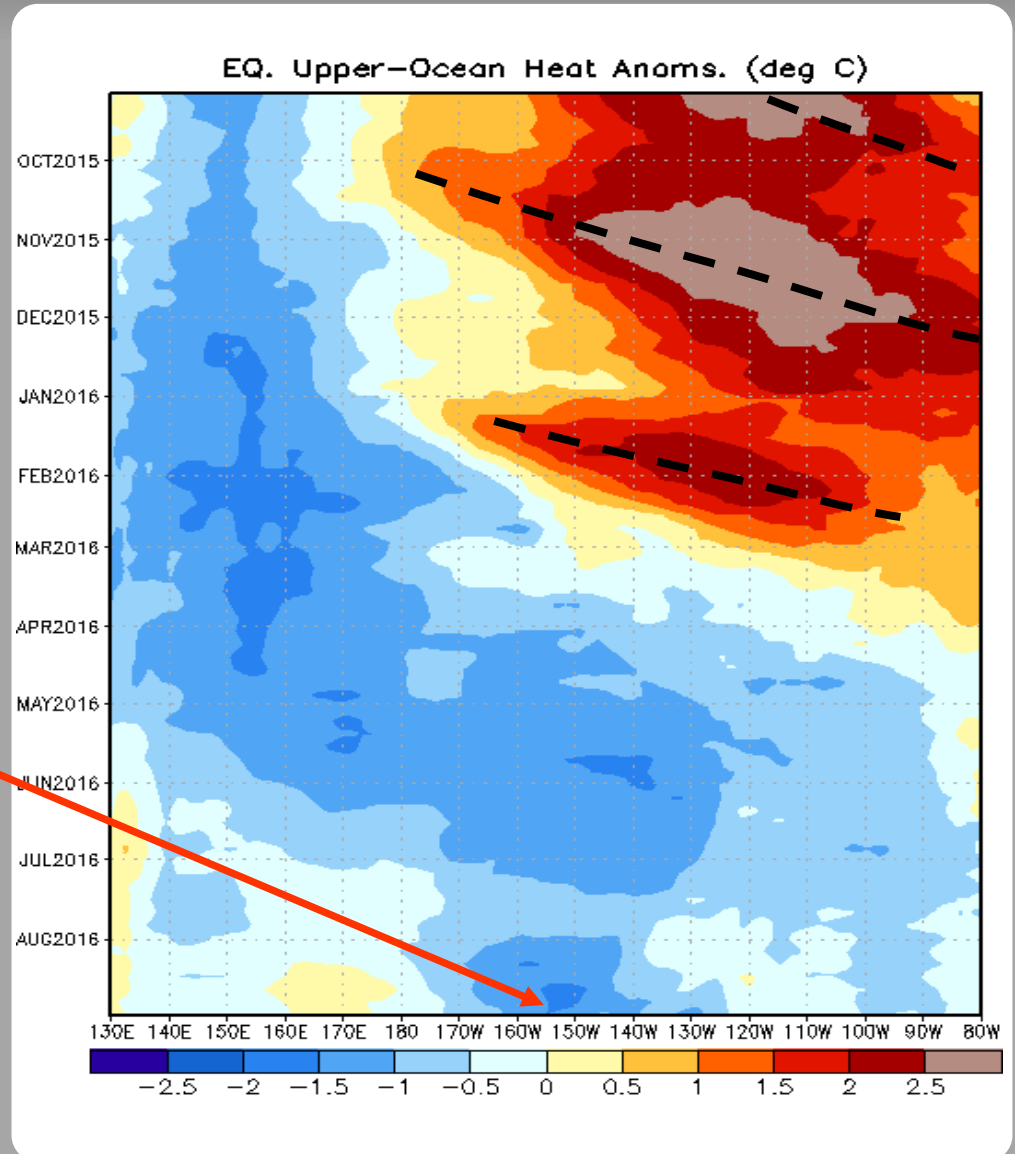 EQ. Upper-Ocean Heat Anoms. (deg C)
OCT2015
NOV2015
DEC2015
JAN2016
FEB2016
MAR2016
APR2016
MAY2016
JUN2016
JUL2016
AUG2016
130E 140E 150E 160E 170E 180 170W 160W 150W 140W 130W 120W 110W 100W 90W 80W
-2.5 -2 -1.5 -1 -0.5 0 0.5 1 1.5 2 2.5